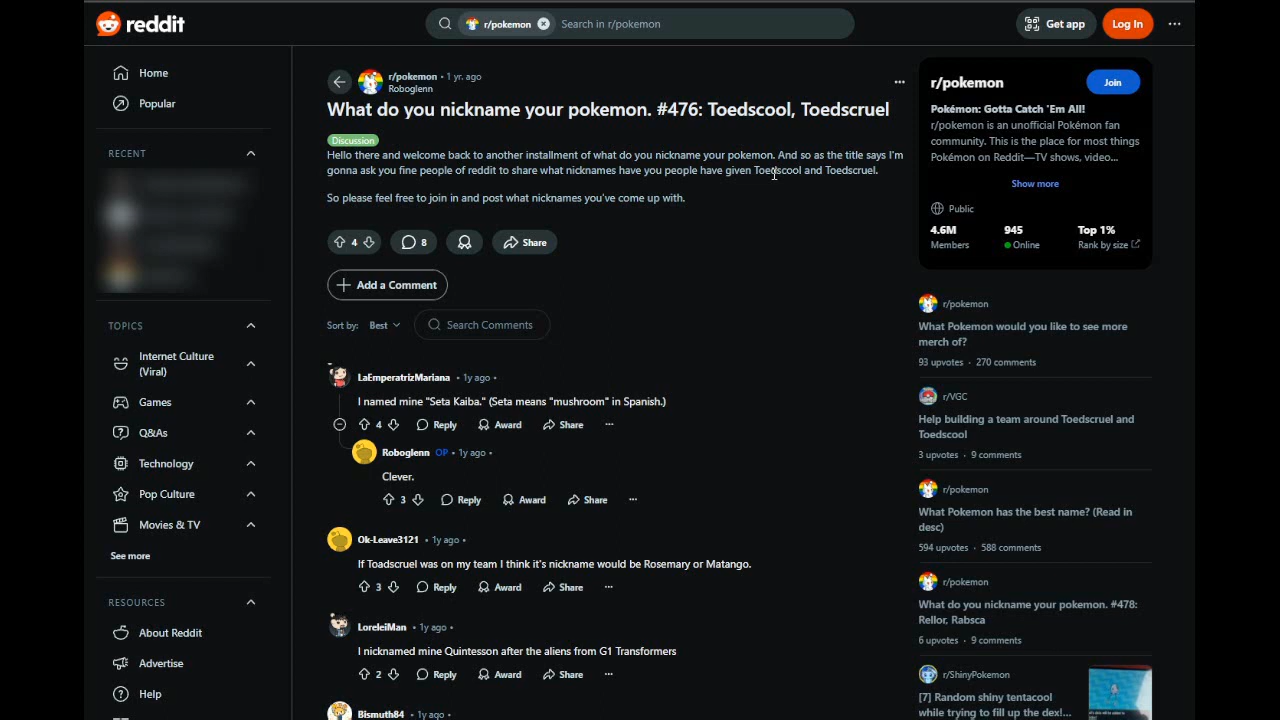 reddit
r/pokemon
Search in r/pokemon
Get app
Log In
Home
Popular
RECENT
TOPICS
Internet Culture
(Viral)
Games
Q&As
Technology
Pop Culture
Movies & TV
See more
RESOURCES
About Reddit
Advertise
Help
r/pokemon • 1 yr. ago
Roboglenn
What do you nickname your pokemon. #476: Toedscool, Toedscruel
Discussion
Hello there and welcome back to another installment of what do you nickname your pokemon. And so as the title says I'm
gonna ask you fine people of reddit to share what nicknames have you people have given Toedscool and Toedscruel.
So please feel free to join in and post what nicknames you've come up with.
4
8
Share
Add a Comment
Sort by: Best
Search Comments
LaEmperatrizMariana • 1y ago •
I named mine "Seta Kaiba." (Seta means "mushroom" in Spanish.)
4 Reply Award Share
Roboglenn OP • 1y ago •
Clever.
3 Reply Award Share
Ok-Leave3121 • 1y ago •
If Toadscruel was on my team I think it's nickname would be Rosemary or Matango.
3 Reply Award Share
LoreleiMan • 1y ago •
I nicknamed mine Quintesson after the aliens from G1 Transformers
2 Reply Award Share
Bismuth84 • 1y ago •
r/pokemon
Join
Pokémon: Gotta Catch 'Em All!
r/pokemon is an unofficial Pokémon fan
community. This is the place for most things
Pokémon on Reddit—TV shows, video...
Show more
Public
4.6M 945 Top 1%
Members Online Rank by size
r/pokemon
What Pokemon would you like to see more
merch of?
93 upvotes • 270 comments
r/VGC
Help building a team around Toedscruel and
Toedscool
3 upvotes • 9 comments
r/pokemon
What Pokemon has the best name? (Read in
desc)
594 upvotes • 588 comments
r/pokemon
What do you nickname your pokemon. #478:
Rellor, Rabsca
6 upvotes • 9 comments
r/ShinyPokemon
[7] Random shiny tentacool
while trying to fill up the dex!...